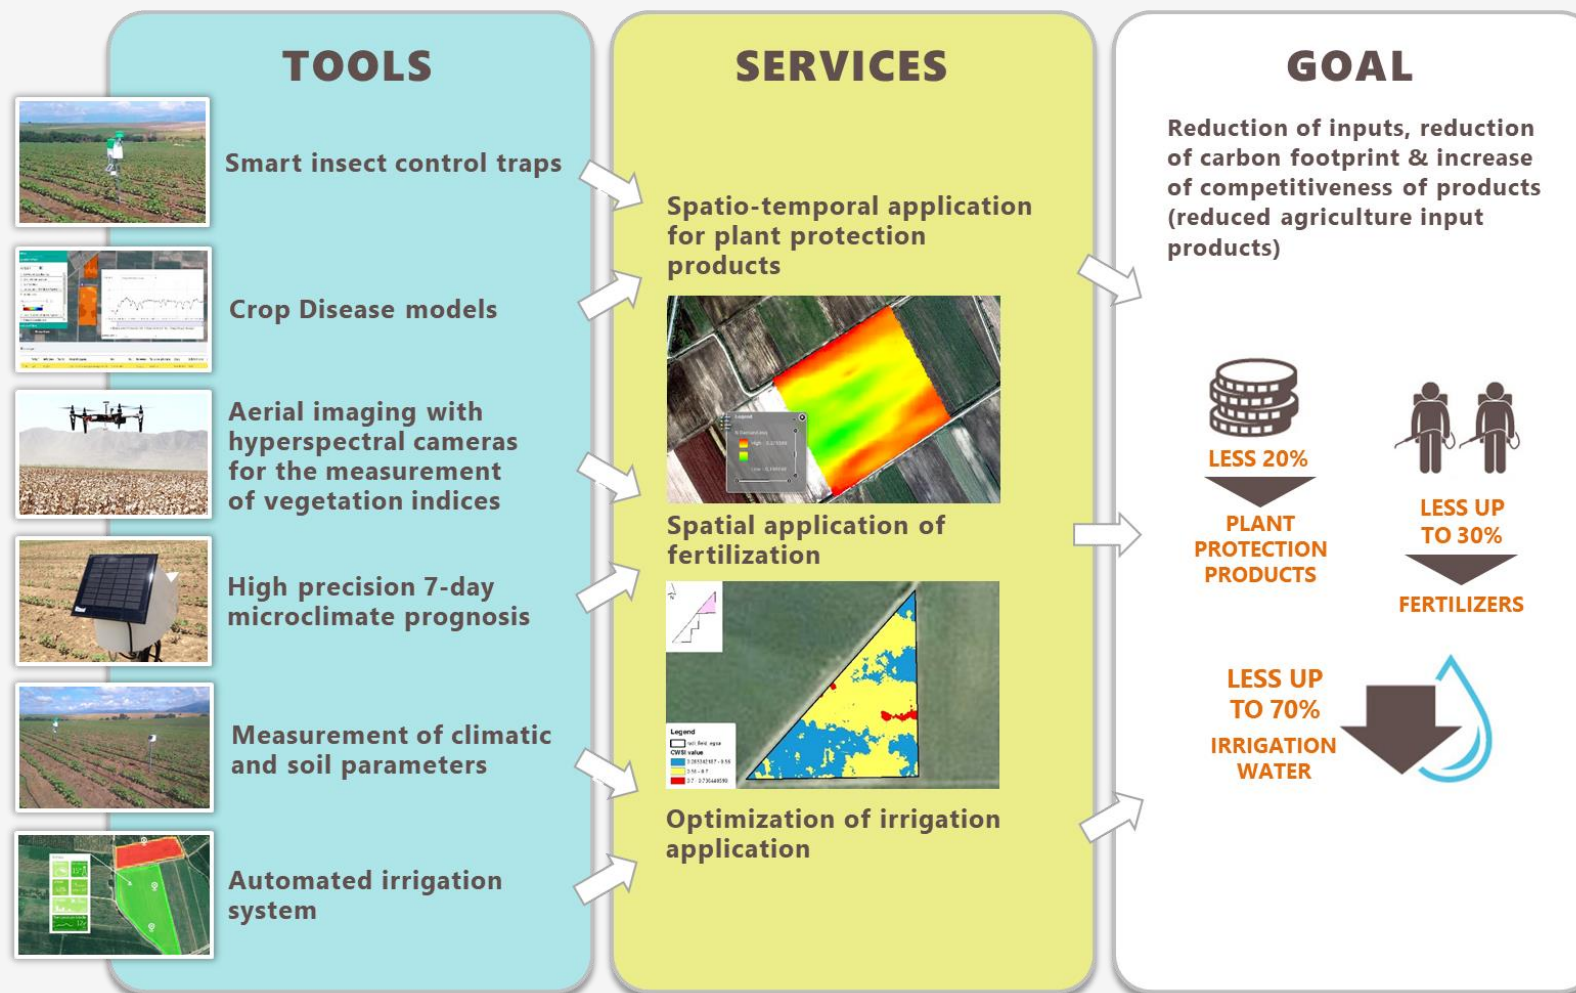 TOOLS
Smart insect control traps
Crop Disease models
Aerial imaging with
hyperspectral cameras
for the measurement
of vegetation indices
High precision 7-day
microclimate prognosis
Measurement of climatic
and soil parameters
Automated irrigation
system
SERVICES
Spatio-temporal application
for plant protection
products
Legend
Spatial application of
fertilization
Legend
CWSI value
Optimization of irrigation
application
GOAL
Reduction of inputs, reduction
of carbon footprint & increase
of competitiveness of products
(reduced agriculture input
products)
LESS 20%
PLANT
PROTECTION
PRODUCTS
LESS UP
TO 30%
FERTILIZERS
LESS UP
TO 70%
IRRIGATION
WATER